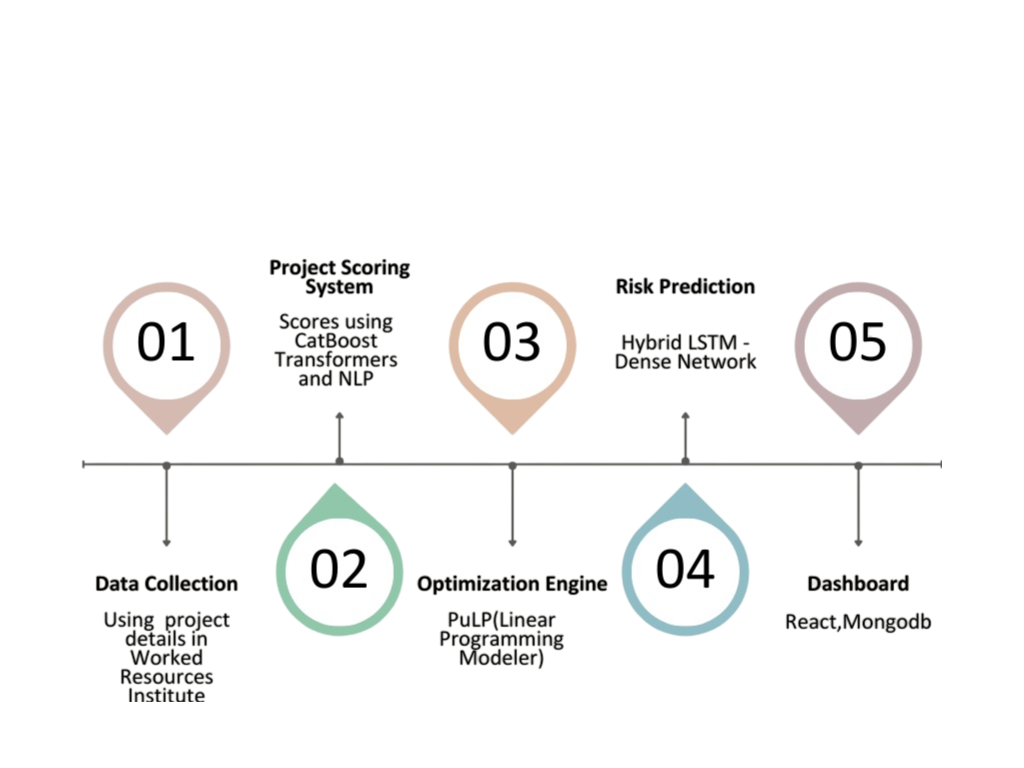 01
Data Collection
Using project
details in
Worked
Resources
Institute
Project Scoring
System
Scores using
CatBoost
Transformers
and NLP
02
03
Optimization Engine
PuLP(Linear
Programming
Modeler)
Risk Prediction
Hybrid LSTM -
Dense Network
04
05
Dashboard
React,Mongodb